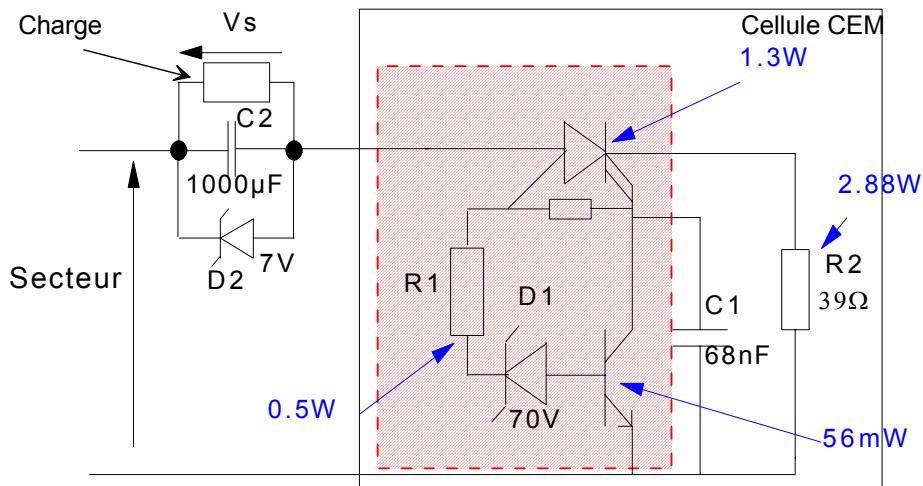 Charge
Vs
Cellule CEM
1.3W
C2
1000µF
2.88W
Secteur
D2
7V
R1
D1
C1
R2
39Ω
68nF
0.5W
70V
56mW